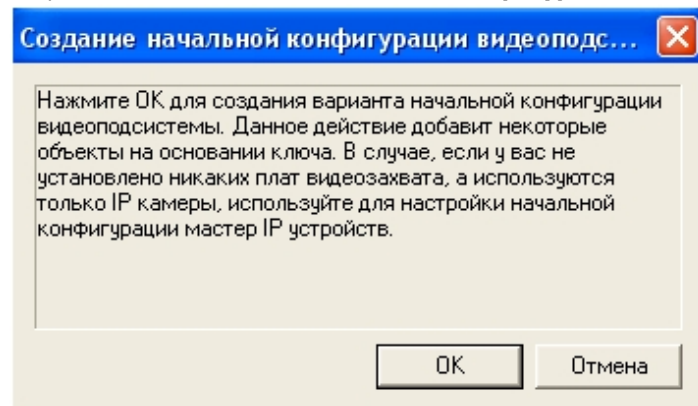 Создание начальной конфигурации видеоподс...
Нажмите ОК для создания варианта начальной конфигурации
видеоподсистемы. Данное действие добавит некоторые
объекты на основании ключа. В случае, если у вас не
установлено никаких плат видеозахвата, а используются
только IP камеры, используйте для настройки начальной
конфигурации мастер IP устройств.
ОК
Отмена